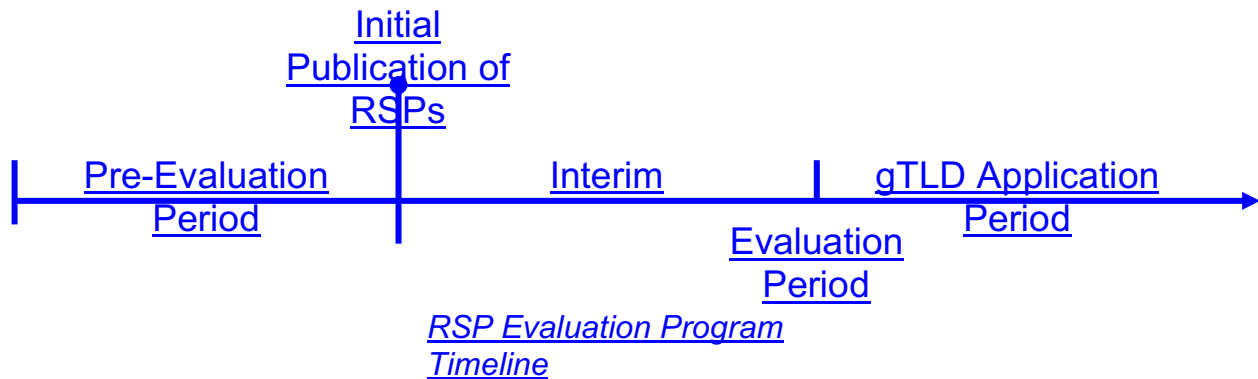 Initial
Publication of
RSPs
Pre-Evaluation
Period
Interim
gTLD Application
Period
Evaluation
Period
RSP Evaluation Program
Timeline